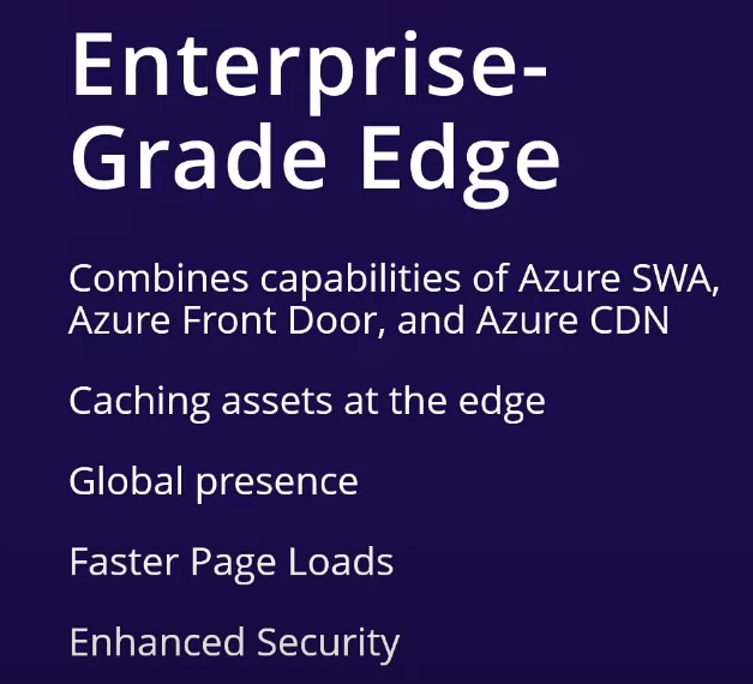 Enterprise-
Grade Edge
Combines capabilities of Azure SWA,
Azure Front Door, and Azure CDN
Caching assets at the edge
Global presence
Faster Page Loads
Enhanced Security